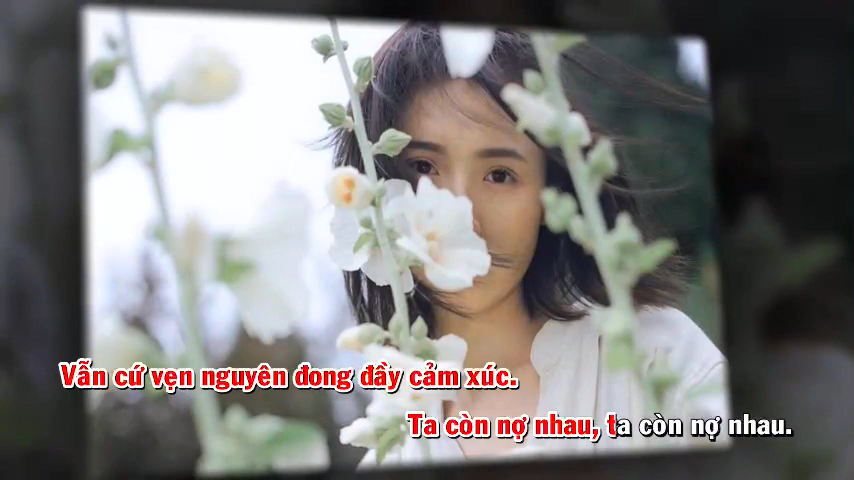 Vẫn cứ vẹn nguyên đong đầy cảm xúc.
Ta còn nợ nhau, ta còn nợ nhau.